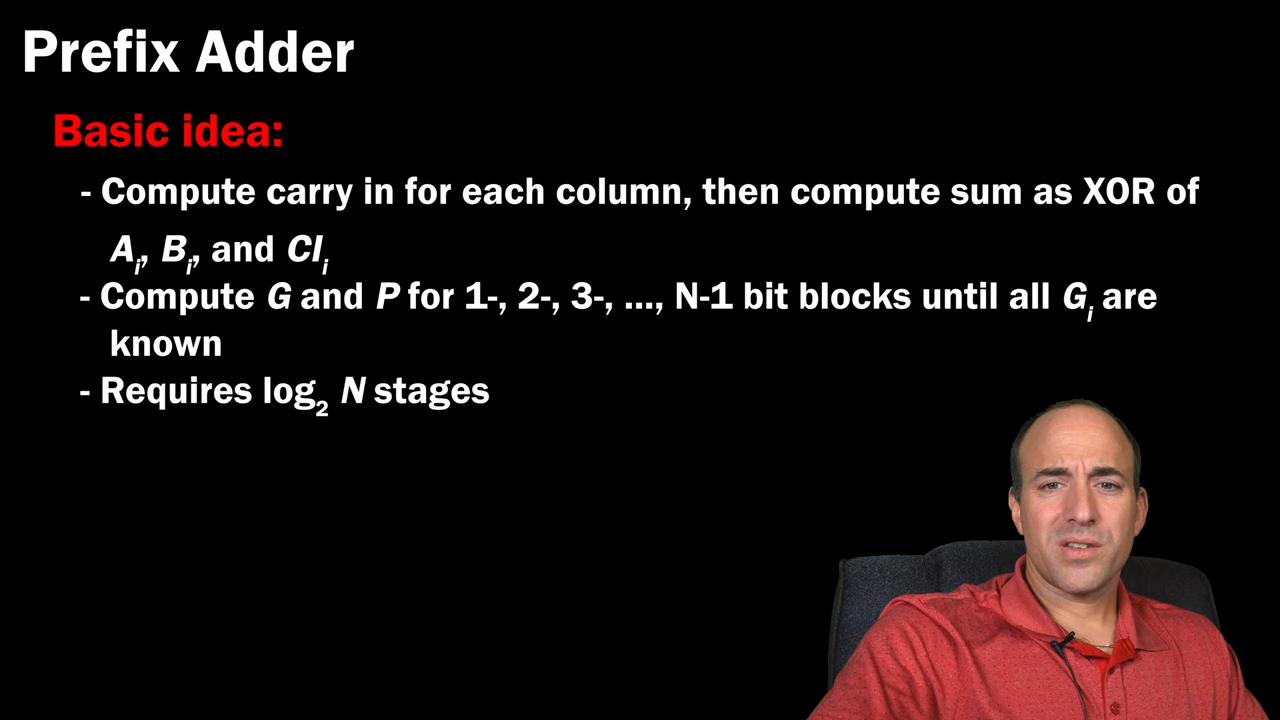 Prefix Adder
Basic idea:
- Compute carry in for each column, then compute sum as XOR of
Ai, Bi, and CIi
- Compute G and P for 1-, 2-, 3-, ..., N-1 bit blocks until all Gi are
known
- Requires log2 N stages